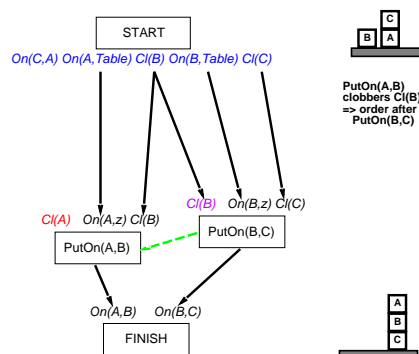 START
On(C,A) On(A,Table) Cl(B) On(B,Table) Cl(C)
C
B A
PutOn(A,B)
clobbers Cl(B)
=> order after
PutOn(B,C)
Cl(B) On(B,z) Cl(C)
Cl(A) On(A,z) Cl(B)
PutOn(B,C)
PutOn(A,B)
On(A,B) On(B,C)
FINISH
A
B
C